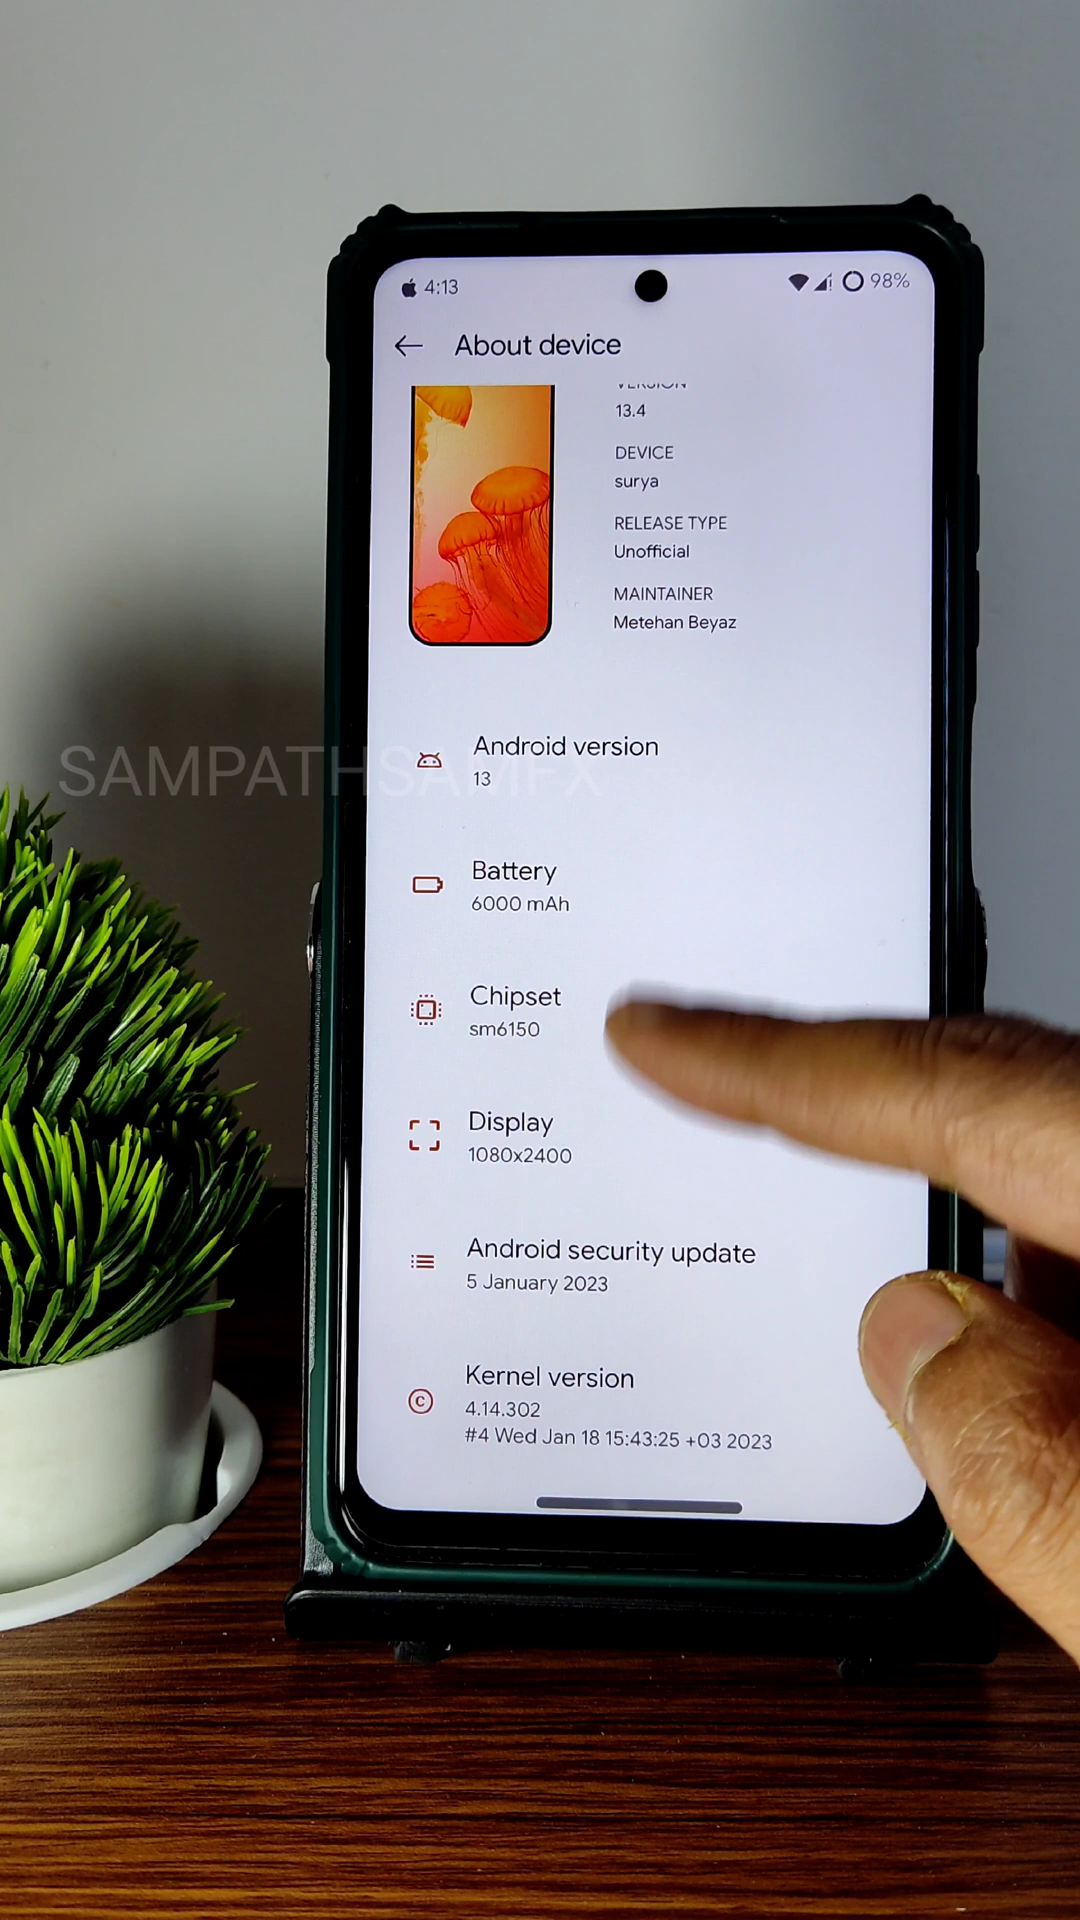 4:13
98%
About device
VERSION
13.4
DEVICE
surya
RELEASE TYPE
Unofficial
MAINTAINER
Metehan Beyaz
Android version
13
SAMPATHSAMFX
Battery
6000 mAh
Chipset
sm6150
Display
1080x2400
Android security update
5 January 2023
Kernel version
4.14.302
#4 Wed Jan 18 15:43:25 +03 2023